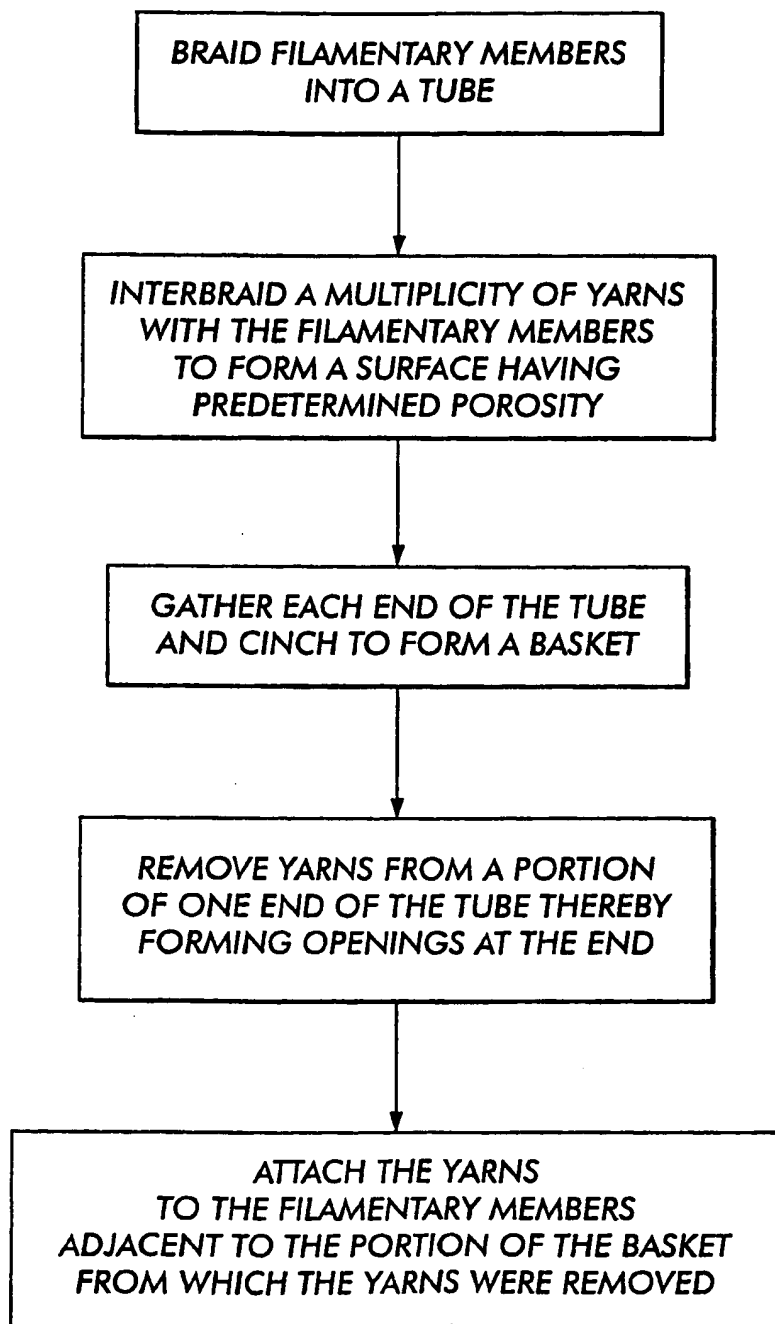 BRAID FILAMENTARY MEMBERS
INTO A TUBE
INTERBRAID A MULTIPLICITY OF YARNS
WITH THE FILAMENTARY MEMBERS
TO FORM A SURFACE HAVING
PREDETERMINED POROSITY
GATHER EACH END OF THE TUBE
AND CINCH TO FORM A BASKET
REMOVE YARNS FROM A PORTION
OF ONE END OF THE TUBE THEREBY
FORMING OPENINGS AT THE END
ATTACH THE YARNS
TO THE FILAMENTARY MEMBERS
ADJACENT TO THE PORTION OF THE BASKET
FROM WHICH THE YARNS WERE REMOVED